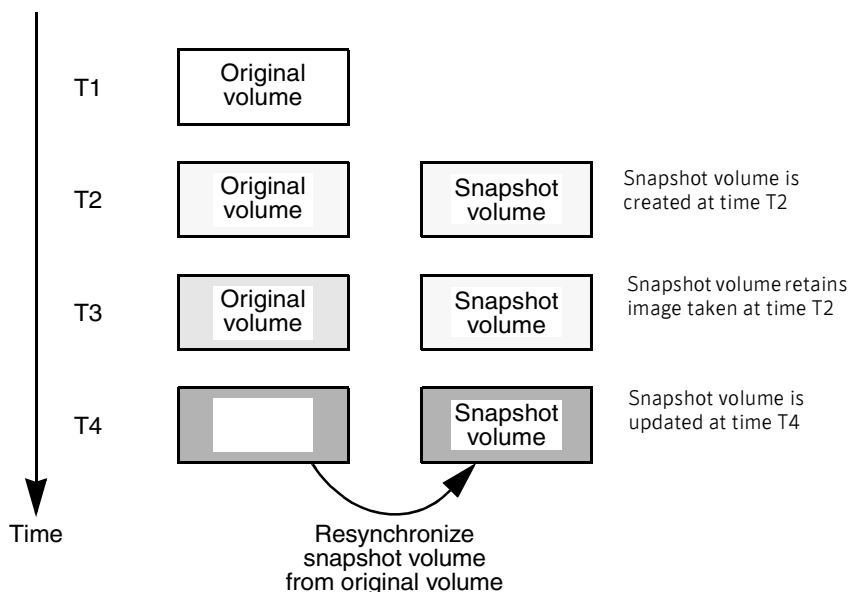 T1
Original
volume
T2
Original
volume
Snapshot
volume
Snapshot volume is
created at time T2
T3
Original
volume
Snapshot
volume
Snapshot volume retains
image taken at time T2
T4
Snapshot
volume
Snapshot volume is
updated at time T4
Time
Resynchronize
snapshot volume
from original volume